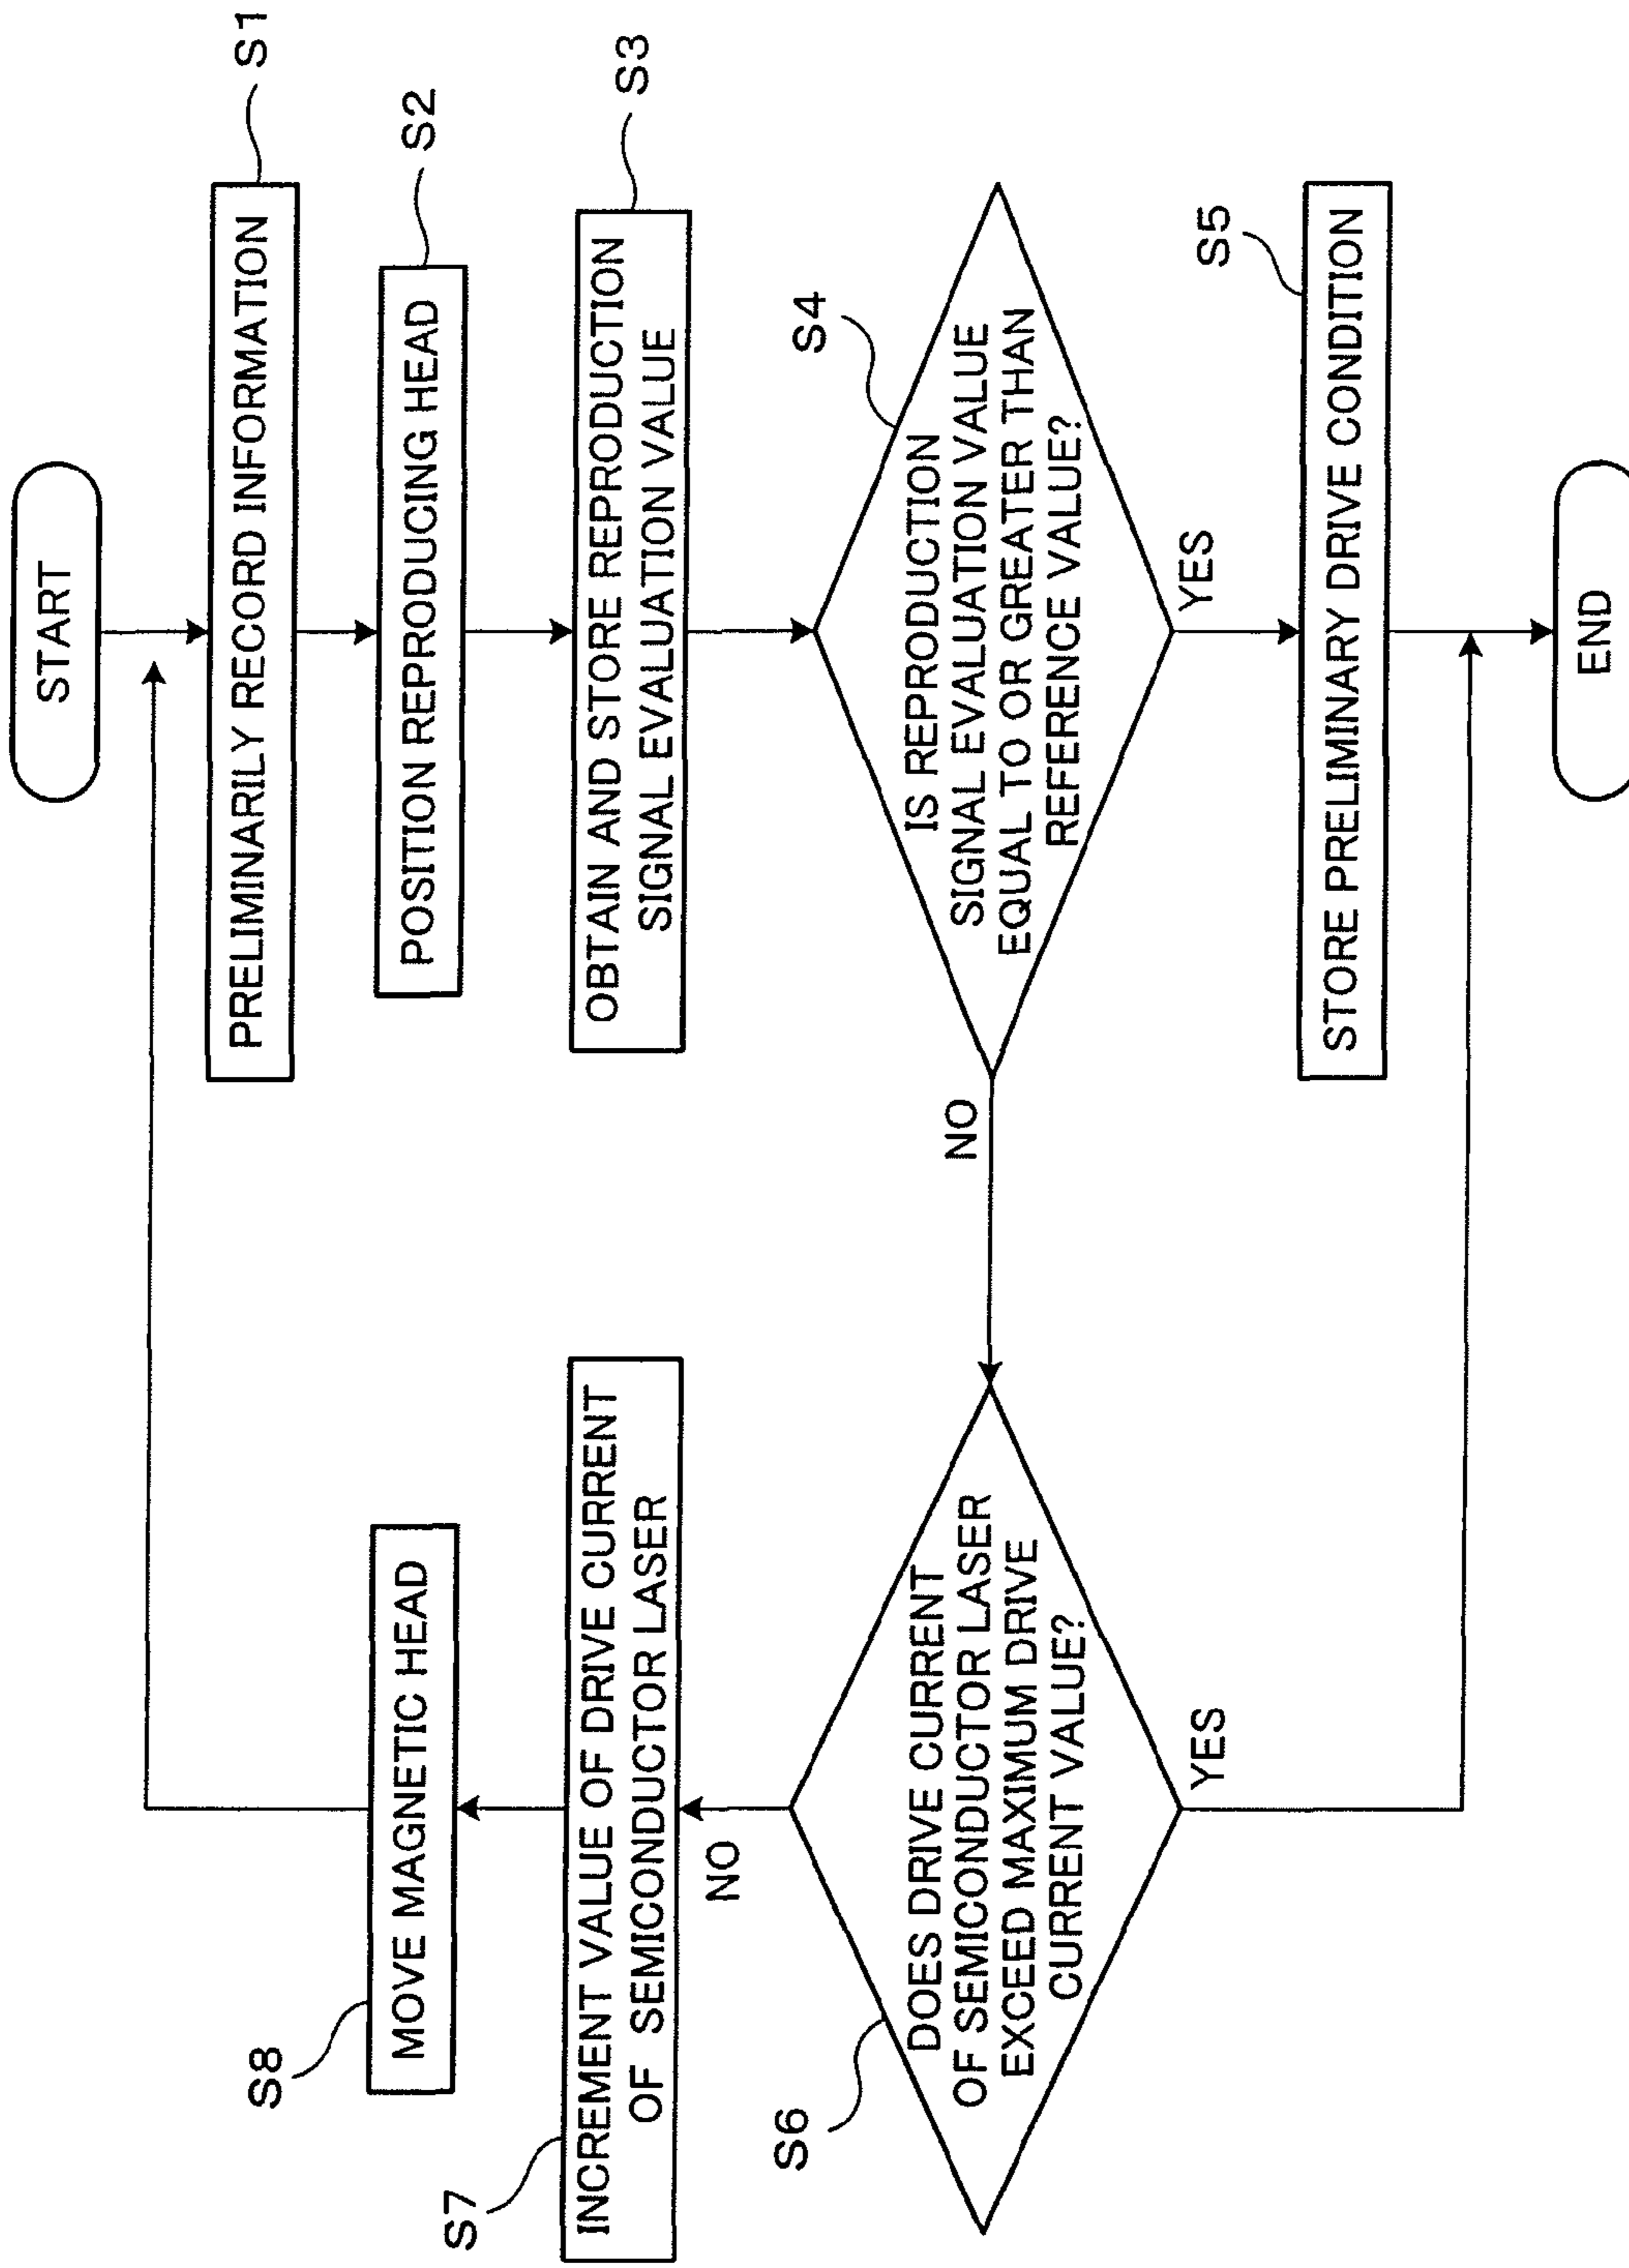 START
PRELIMINARILY RECORD INFORMATION
S1
POSITION REPRODUCING HEAD
S2
OBTAIN AND STORE REPRODUCTION
SIGNAL EVALUATION VALUE
S3
IS REPRODUCTION
SIGNAL EVALUATION VALUE
EQUAL TO OR GREATER THAN
REFERENCE VALUE?
S4
YES
NO
STORE PRELIMINARY DRIVE CONDITION
S5
END
DOES DRIVE CURRENT
OF SEMICONDUCTOR LASER
EXCEED MAXIMUM DRIVE
CURRENT VALUE?
S6
YES
NO
INCREMENT VALUE OF DRIVE CURRENT
OF SEMICONDUCTOR LASER
S7
MOVE MAGNETIC HEAD
S8